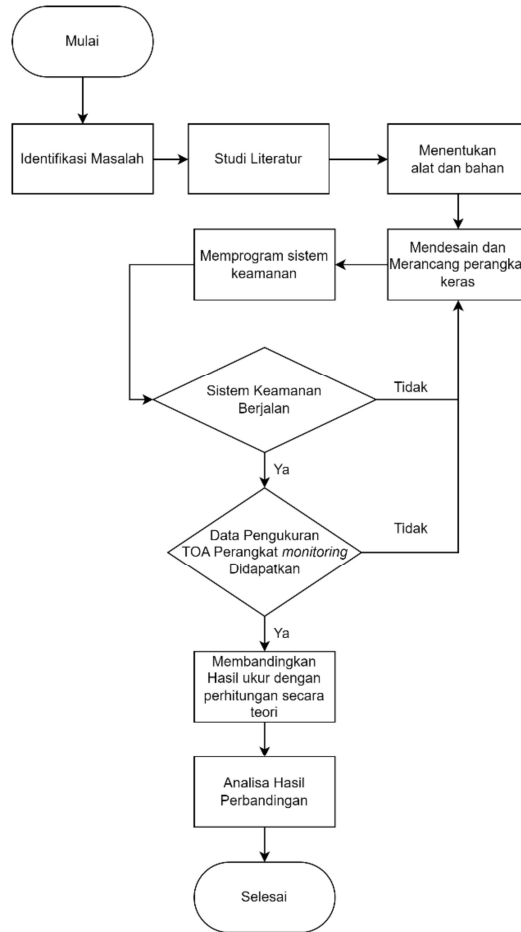 Mulai
Identifikasi Masalah
Studi Literatur
Menentukan
alat dan bahan
Mendesain dan
Merancang perangka
keras
Memprogram sistem
keamanan
Sistem Keamanan
Berjalan
Tidak
Ya
Data Pengukuran
TOA Perangkat monitoring
Didapatkan
Tidak
Ya
Membandingkan
Hasil ukur dengan
perhitungan secara
teori
Analisa Hasil
Perbandingan
Selesai